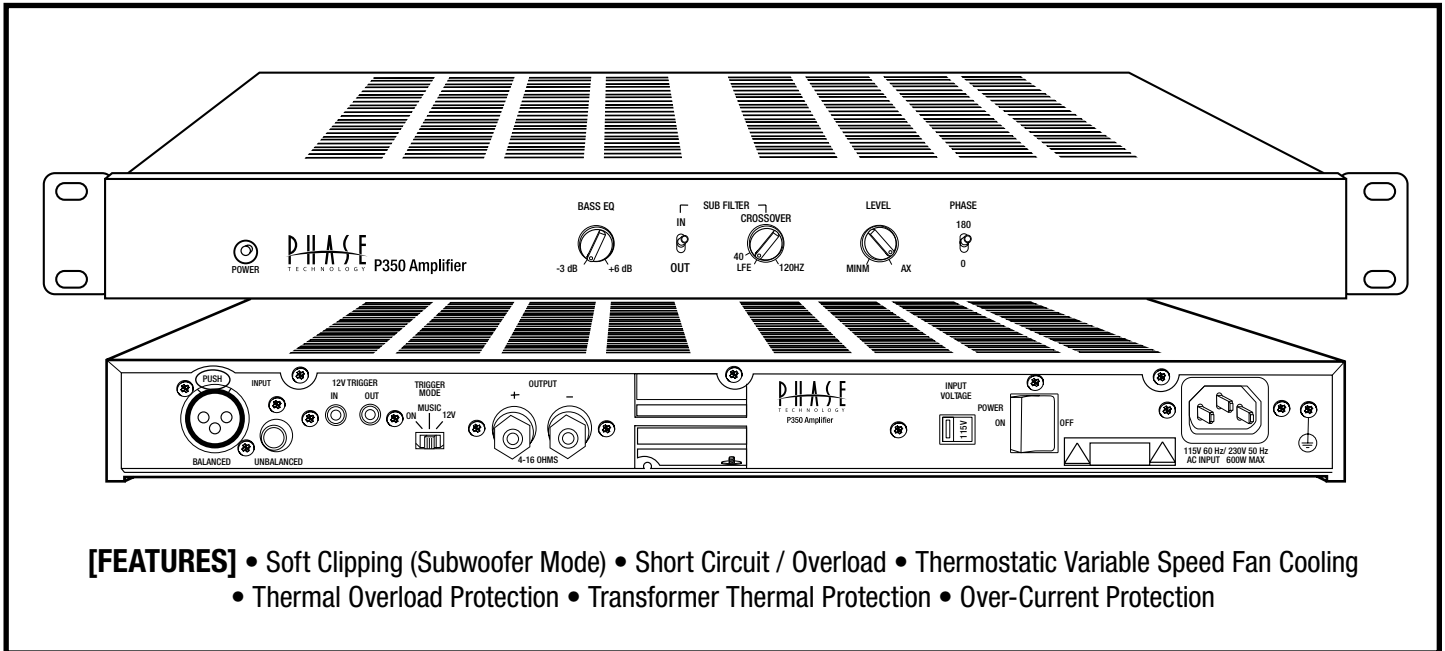 BASS EQ
-3 dB +6 dB
SUB FILTER
IN
OUT
CROSSOVER
40
LFE 120HZ
LEVEL
MINM AX
PHASE
180
0
POWER
PHASE
TECHNOLOGY
P350 Amplifier
PUSH
INPUT
BALANCED UNBALANCED
12V TRIGGER
IN OUT
TRIGGER
MODE
MUSIC
ON 12V
OUTPUT
+ −
4-16 OHMS
PHASE
TECHNOLOGY
P350 Amplifier
INPUT
VOLTAGE
115V
POWER
ON OFF
115V 60 Hz/ 230V 50 Hz
AC INPUT 600W MAX
[FEATURES] • Soft Clipping (Subwoofer Mode) • Short Circuit / Overload • Thermostatic Variable Speed Fan Cooling
• Thermal Overload Protection • Transformer Thermal Protection • Over-Current Protection